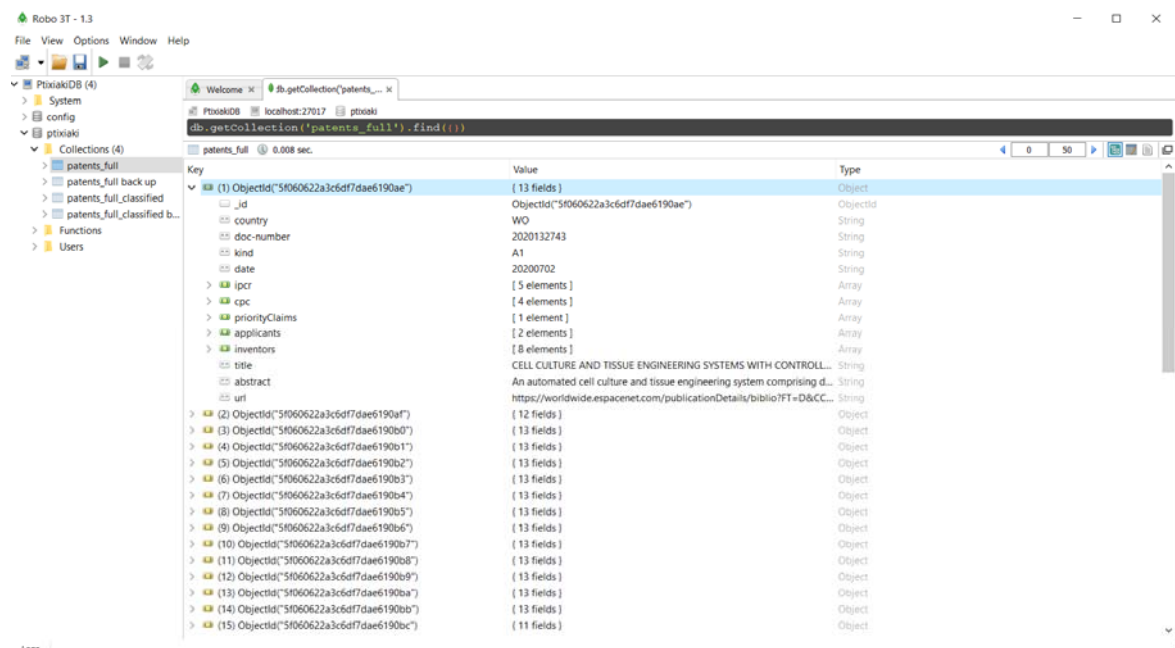 Robo 3T - 1.3
File View Options Window Help
PtixiakiDB (4)
System
config
ptixiaki
Collections (4)
patents_full
patents_full back up
patents_full_classified
patents_full_classified b...
Functions
Users
Welcome
db.getCollection('patents_...
PtixiakiDB localhost:27017 ptixiaki
db.getCollection('patents_full').find({})
patents_full 0.008 sec. 0 50
Key Value Type
(1) ObjectId("5f060622a3c6df7dae6190ae") { 13 fields } Object
_id ObjectId("5f060622a3c6df7dae6190ae") ObjectId
country WO String
doc-number 2020132743 String
kind A1 String
date 20200702 String
ipcr [ 5 elements ] Array
cpc [ 4 elements ] Array
priorityClaims [ 1 element ] Array
applicants [ 2 elements ] Array
inventors [ 8 elements ] Array
title CELL CULTURE AND TISSUE ENGINEERING SYSTEMS WITH CONTROLL... String
abstract An automated cell culture and tissue engineering system comprising d... String
url https://worldwide.espacenet.com/publicationDetails/biblio?FT=D&CC... String
(2) ObjectId("5f060622a3c6df7dae6190af") { 12 fields } Object
(3) ObjectId("5f060622a3c6df7dae6190b0") { 13 fields } Object
(4) ObjectId("5f060622a3c6df7dae6190b1") { 13 fields } Object
(5) ObjectId("5f060622a3c6df7dae6190b2") { 13 fields } Object
(6) ObjectId("5f060622a3c6df7dae6190b3") { 13 fields } Object
(7) ObjectId("5f060622a3c6df7dae6190b4") { 13 fields } Object
(8) ObjectId("5f060622a3c6df7dae6190b5") { 13 fields } Object
(9) ObjectId("5f060622a3c6df7dae6190b6") { 13 fields } Object
(10) ObjectId("5f060622a3c6df7dae6190b7") { 13 fields } Object
(11) ObjectId("5f060622a3c6df7dae6190b8") { 13 fields } Object
(12) ObjectId("5f060622a3c6df7dae6190b9") { 13 fields } Object
(13) ObjectId("5f060622a3c6df7dae6190ba") { 13 fields } Object
(14) ObjectId("5f060622a3c6df7dae6190bb") { 13 fields } Object
(15) ObjectId("5f060622a3c6df7dae6190bc") { 11 fields } Object